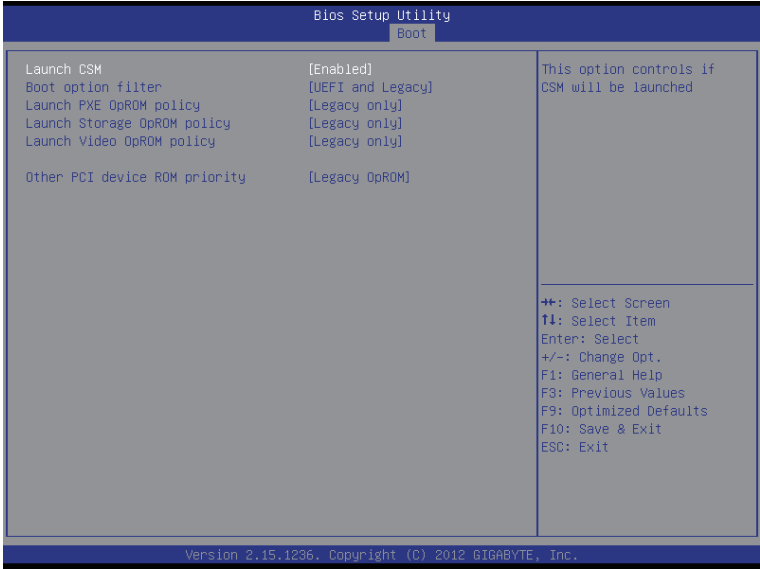 Bios Setup Utility
Boot
Launch CSM [Enabled]
Boot option filter [UEFI and Legacy]
Launch PXE OpROM policy [Legacy only]
Launch Storage OpROM policy [Legacy only]
Launch Video OpROM policy [Legacy only]
Other PCI device ROM priority [Legacy OpROM]
This option controls if
CSM will be launched
→←: Select Screen
↑↓: Select Item
Enter: Select
+/-: Change Opt.
F1: General Help
F3: Previous Values
F9: Optimized Defaults
F10: Save & Exit
ESC: Exit
Version 2.15.1236. Copyright (C) 2012 GIGABYTE, Inc.